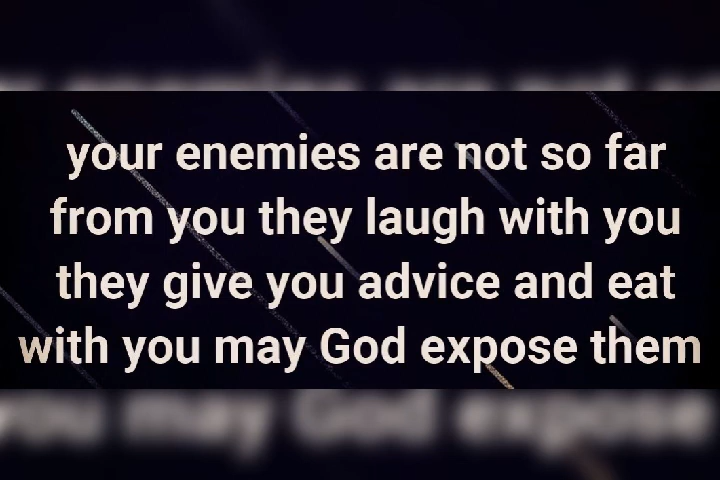 your enemies are not so far
from you they laugh with you
they give you advice and eat
with you may God expose them